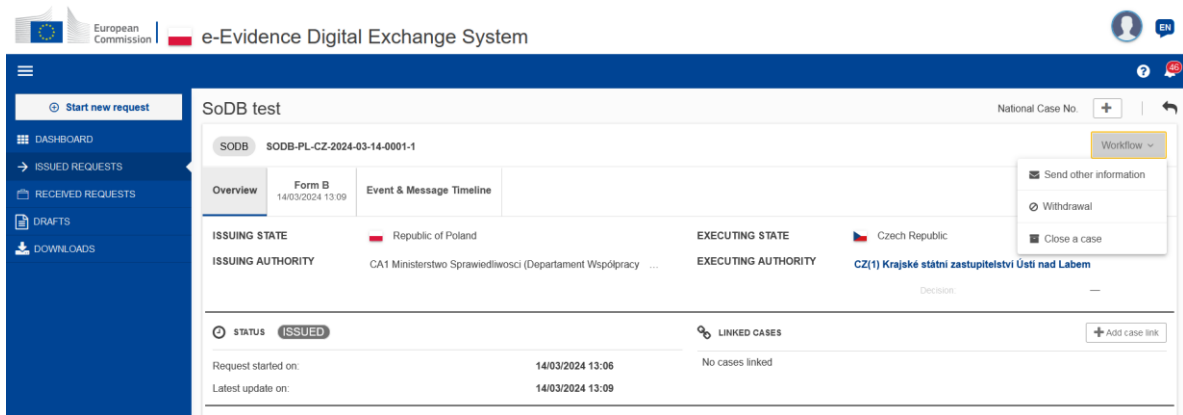 European
Commission
e-Evidence Digital Exchange System
EN
46
Start new request
SoDB test
National Case No.
DASHBOARD
SODB SODB-PL-CZ-2024-03-14-0001-1
Workflow
ISSUED REQUESTS
Send other information
Overview
Form B
14/03/2024 13:09
Event & Message Timeline
RECEIVED REQUESTS
Withdrawal
DRAFTS
ISSUING STATE Republic of Poland
EXECUTING STATE Czech Republic
Close a case
DOWNLOADS
ISSUING AUTHORITY CA1 Ministerstwo Sprawiedliwosci (Departament Współpracy ...
EXECUTING AUTHORITY CZ(1) Krajské státní zastupitelství Ústí nad Labem
Decision: —
STATUS ISSUED
LINKED CASES
Add case link
Request started on: 14/03/2024 13:06
No cases linked
Latest update on: 14/03/2024 13:09